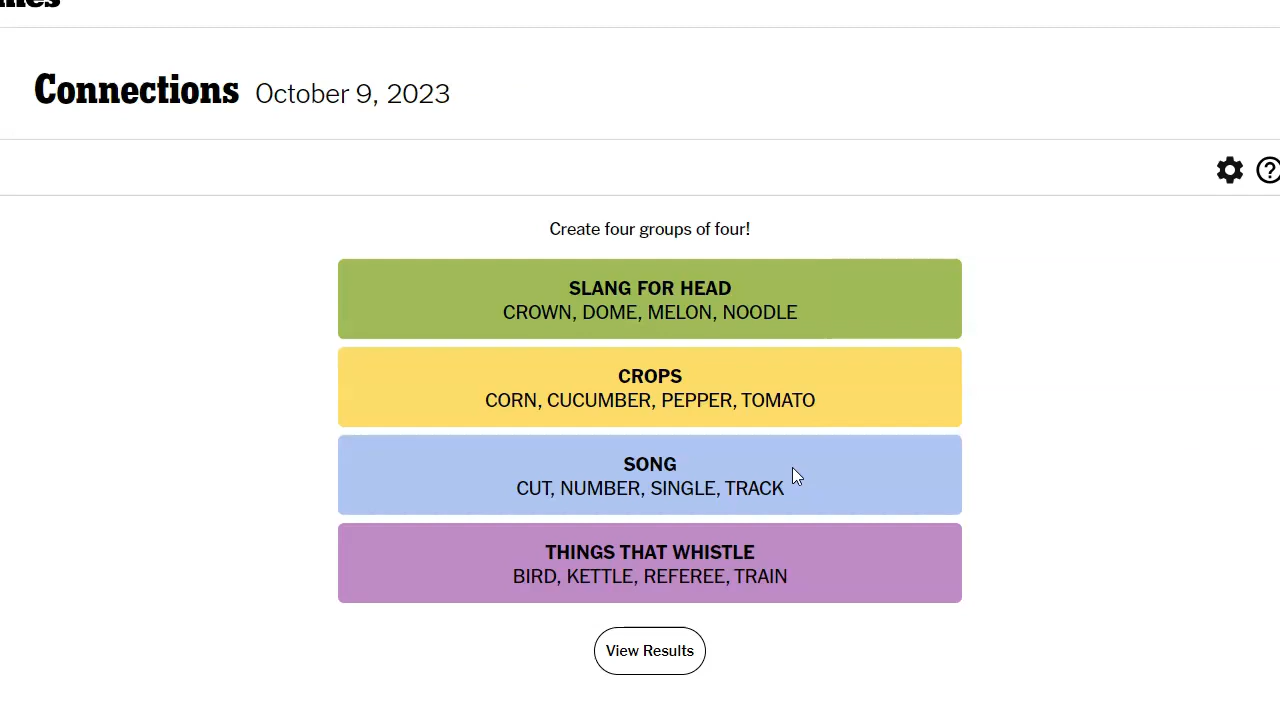 Connections October 9, 2023
Create four groups of four!
SLANG FOR HEAD
CROWN, DOME, MELON, NOODLE
CROPS
CORN, CUCUMBER, PEPPER, TOMATO
SONG
CUT, NUMBER, SINGLE, TRACK
THINGS THAT WHISTLE
BIRD, KETTLE, REFEREE, TRAIN
View Results